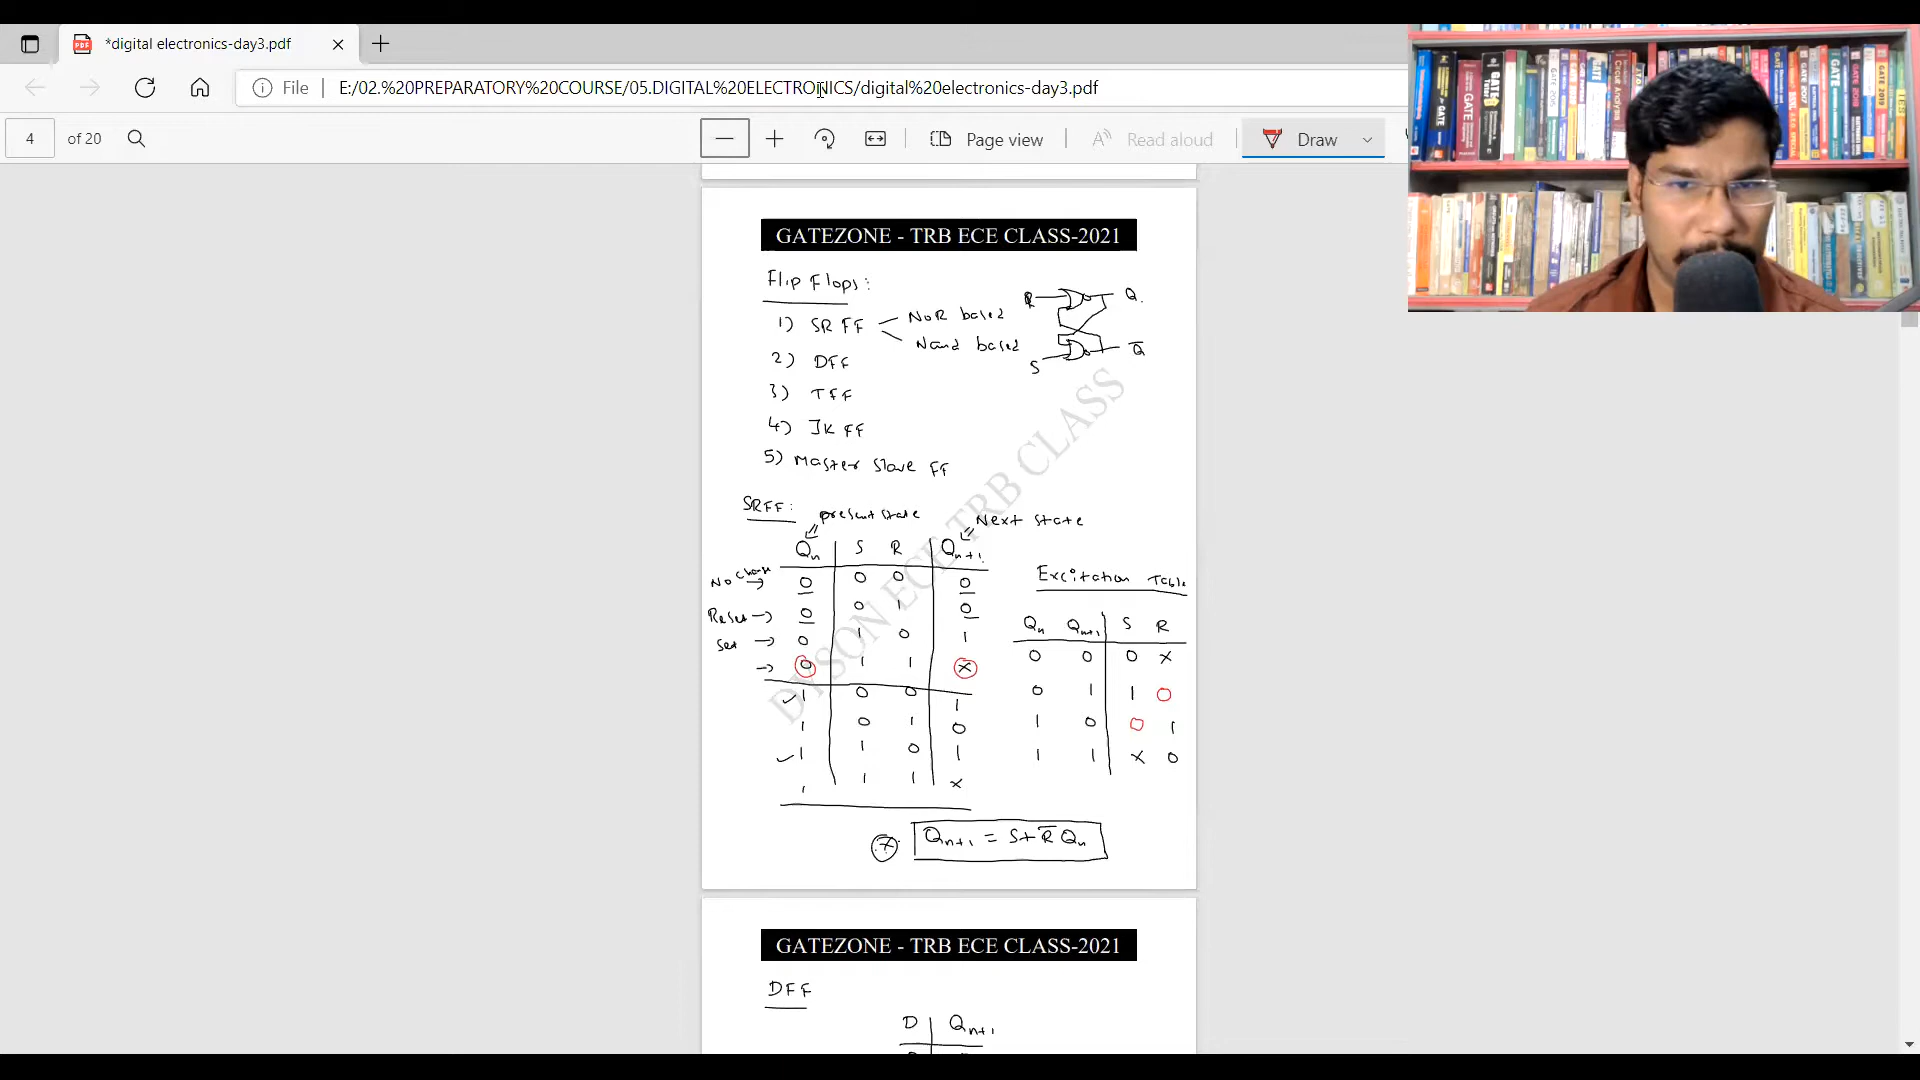 *digital electronics-day3.pdf
File
E:/02.%20PREPARATORY%20COURSE/05.DIGITAL%20ELECTRONICS/digital%20electronics-day3.pdf
4 of 20
Page view
Read aloud
Draw
GATEZONE - TRB ECE CLASS-2021
Flip Flops:
R Q
1) SR FF NOR based
Nand based
S Q̅
2) DFF
3) TFF
4) JK FF
5) Master Slave FF
DYSON ECE TRB CLASS
SRFF:
present state Next state
Qn S R Qn+1
No Change → 0 0 0 0
Reset → 0 0 1 0
Set → 0 1 0 1
→ 0 1 1 x
✓ 1 0 0 1
1 0 1 0
✓ 1 1 0 1
1 1 1 x
Excitation Table
Qn Qn+1 S R
0 0 0 x
0 1 1 0
1 0 0 1
1 1 x 0
Qn+1 = S+R̅ Qn
GATEZONE - TRB ECE CLASS-2021
DFF
D Qn+1